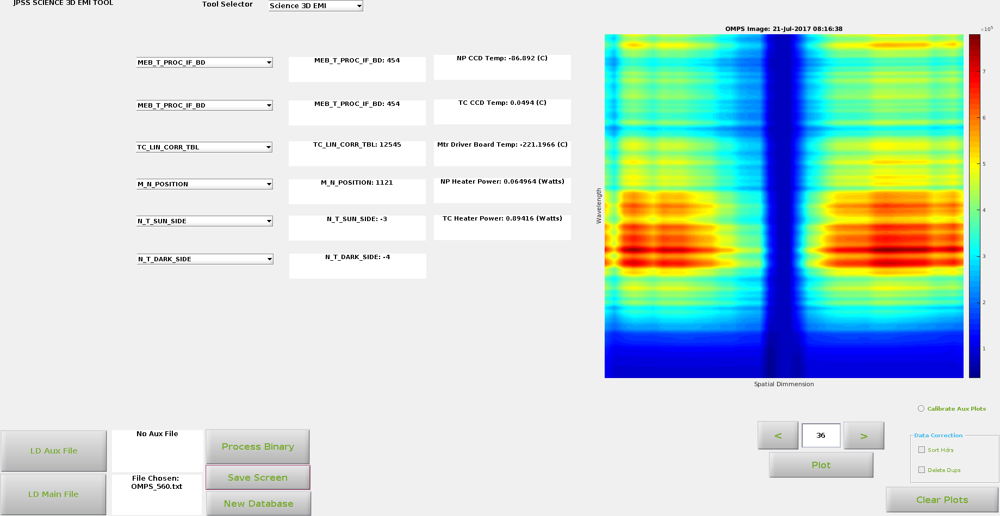 JPSS SCIENCE 3D EMI TOOL
Tool Selector
Science 3D EMI
MEB_T_PROC_IF_BD
MEB_T_PROC_IF_BD: 454
NP CCD Temp: -86.892 (C)
MEB_T_PROC_IF_BD
MEB_T_PROC_IF_BD: 454
TC CCD Temp: 0.0494 (C)
TC_LIN_CORR_TBL
TC_LIN_CORR_TBL: 12545
Mtr Driver Board Temp: -221.1966 (C)
M_N_POSITION
M_N_POSITION: 1121
NP Heater Power: 0.064964 (Watts)
N_T_SUN_SIDE
N_T_SUN_SIDE: -3
TC Heater Power: 0.89416 (Watts)
N_T_DARK_SIDE
N_T_DARK_SIDE: -4
OMPS Image: 21-Jul-2017 08:16:38
×10⁵
7
6
5
4
3
2
1
Wavelength
Spatial Dimmension
Calibrate Aux Plots
<
36
>
Plot
Data Correction
Sort Hdrs
Delete Dups
Clear Plots
LD Aux File
No Aux File
Process Binary
Save Screen
LD Main File
File Chosen:
OMPS_560.txt
New Database